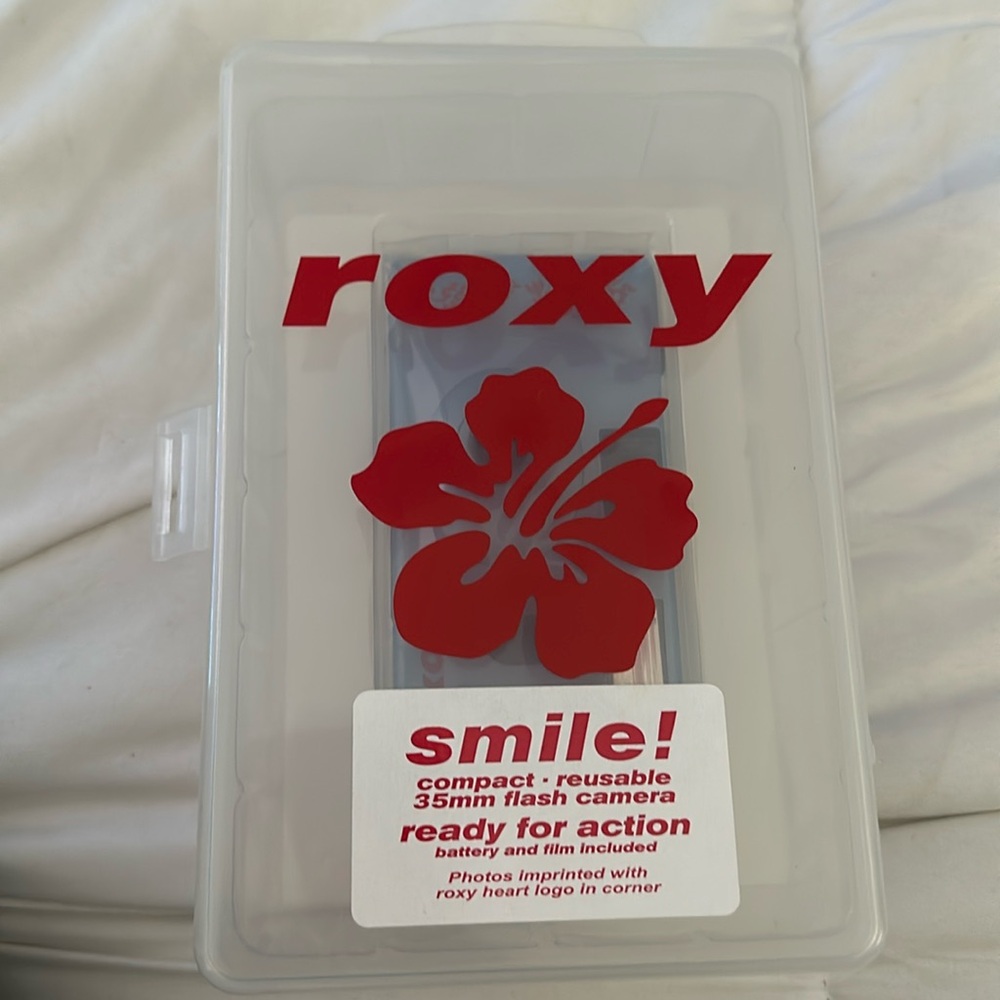 roxy
smile!
compact · reusable
35mm flash camera
ready for action
battery and film included
Photos imprinted with
roxy heart logo in corner